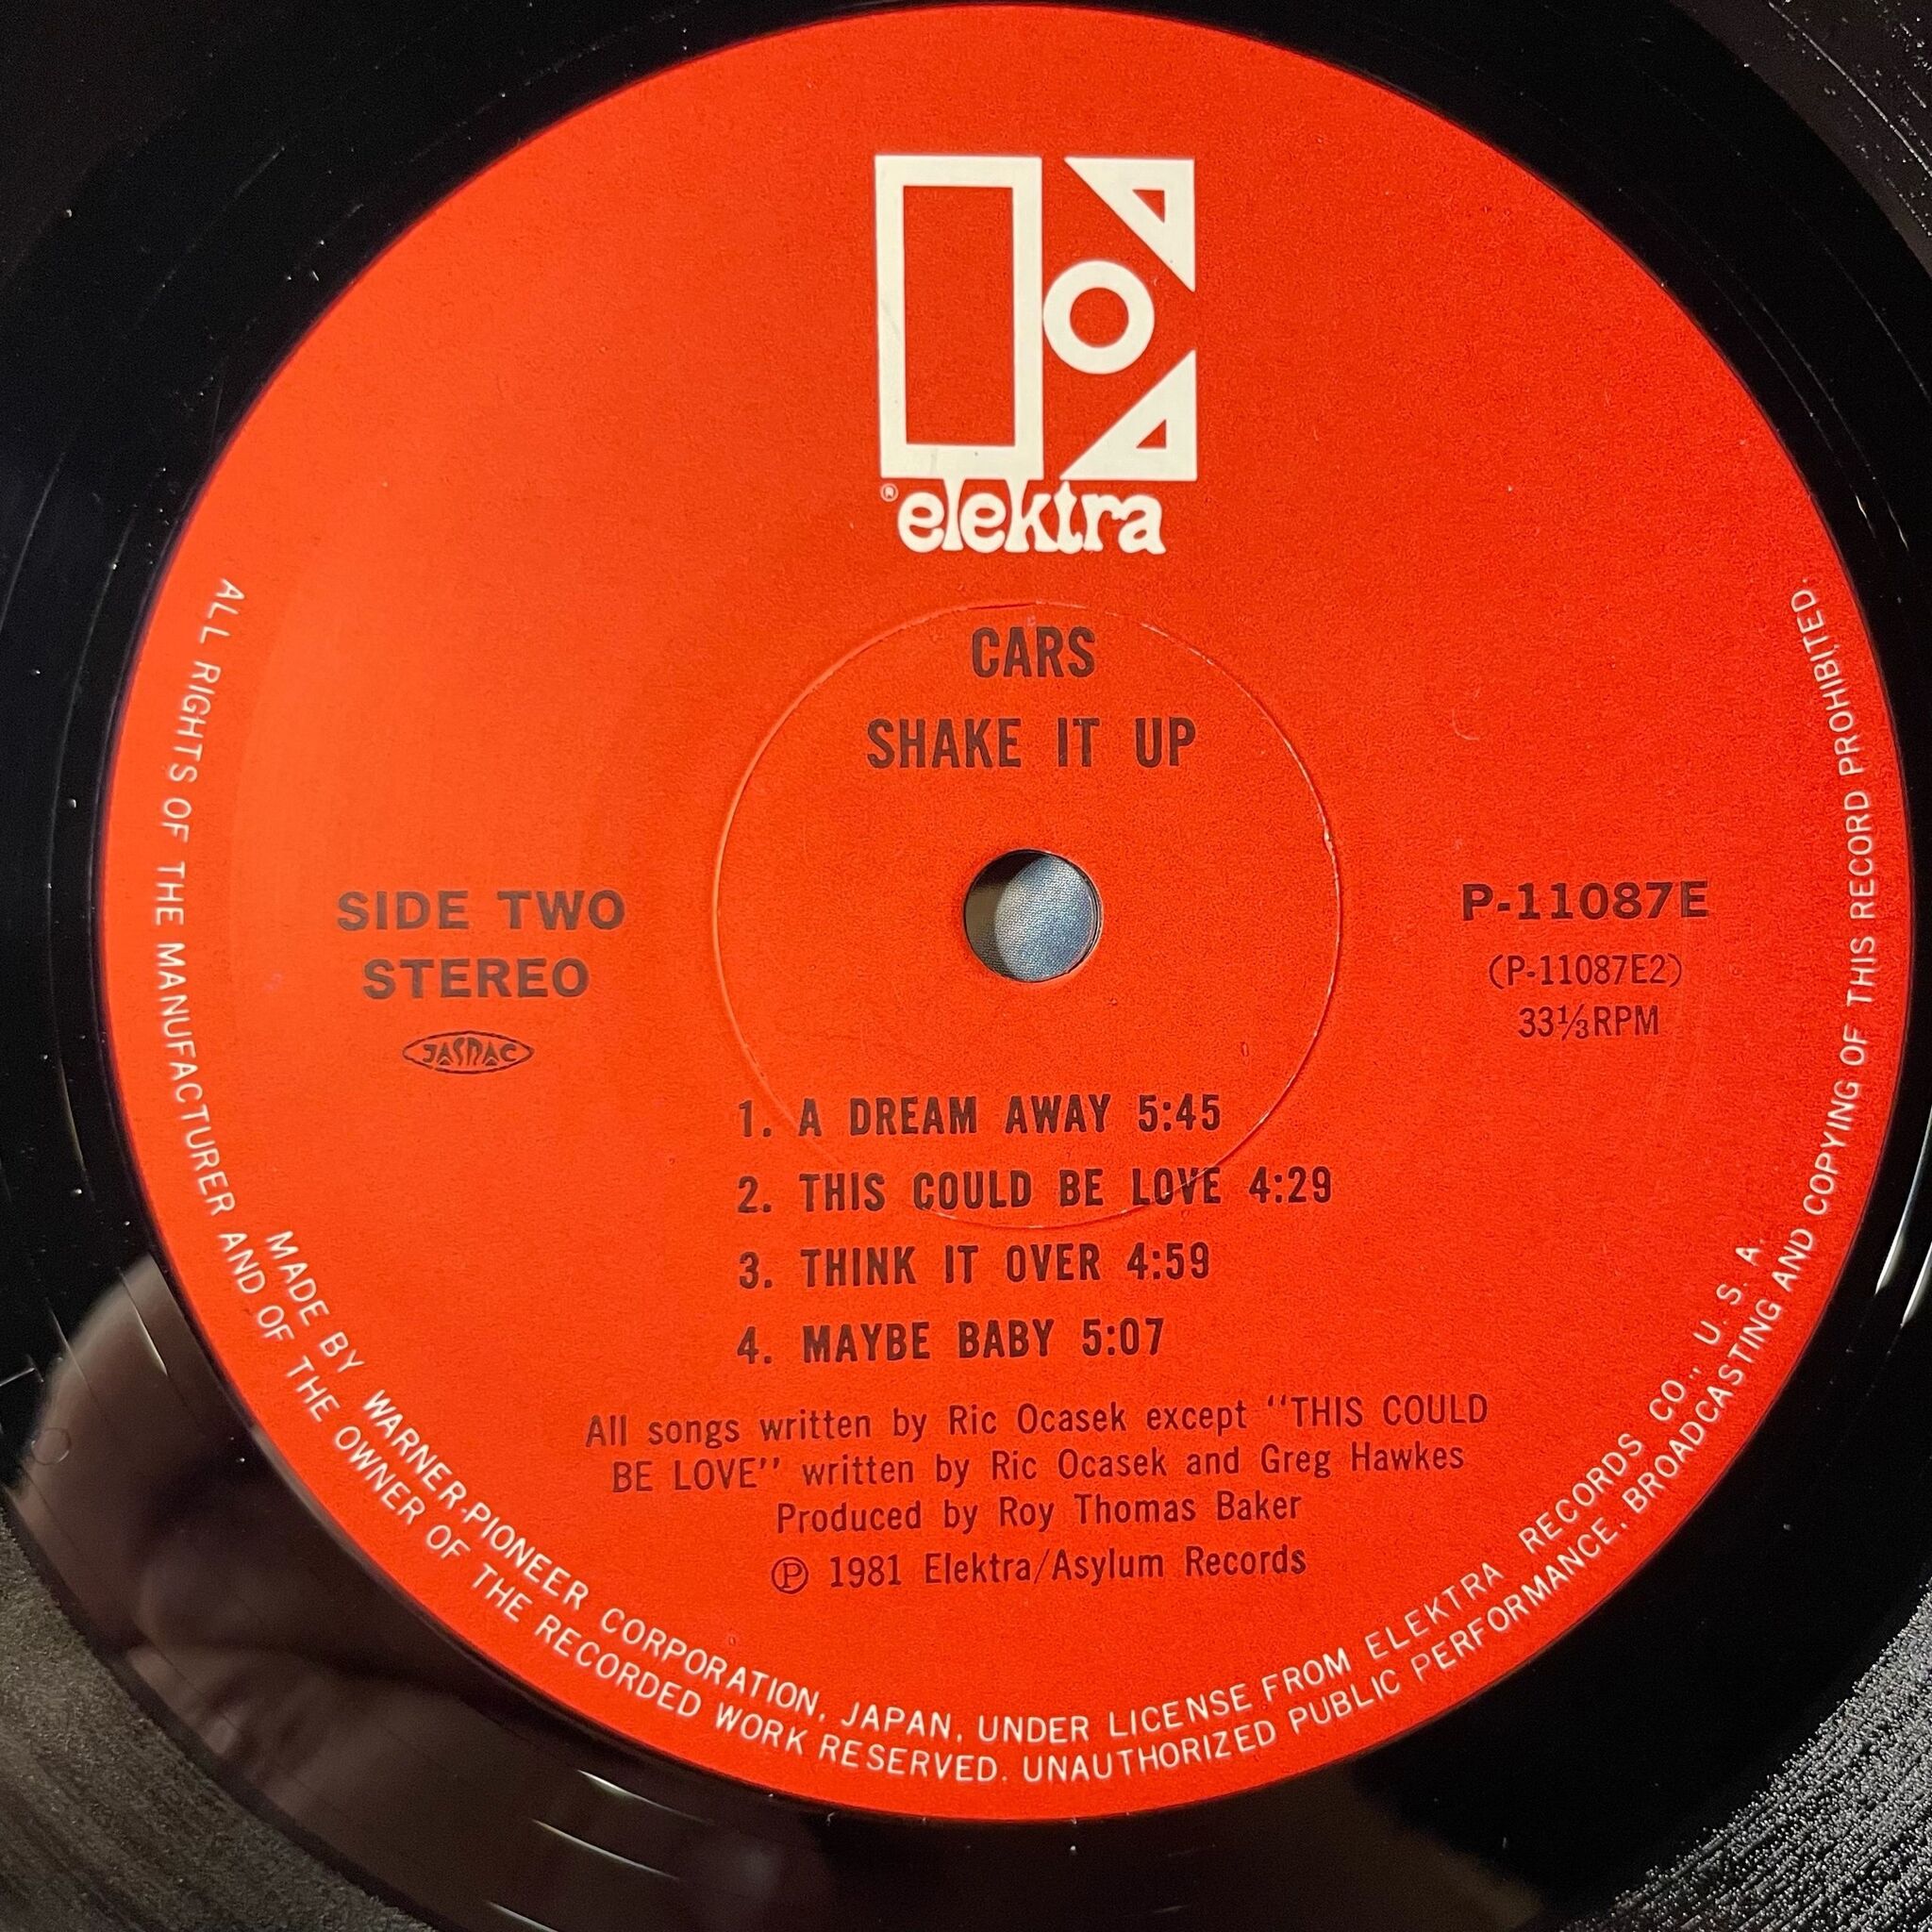 ® elektra
CARS
SHAKE IT UP
SIDE TWO
STEREO
JASRAC
P-11087E
(P-11087E2)
33⅓RPM
1. A DREAM AWAY 5:45
2. THIS COULD BE LOVE 4:29
3. THINK IT OVER 4:59
4. MAYBE BABY 5:07
All songs written by Ric Ocasek except "THIS COULD
BE LOVE" written by Ric Ocasek and Greg Hawkes
Produced by Roy Thomas Baker
℗ 1981 Elektra/Asylum Records
MADE BY WARNER-PIONEER CORPORATION, JAPAN, UNDER LICENSE FROM ELEKTRA RECORDS CO., U. S. A.
ALL RIGHTS OF THE MANUFACTURER AND OF THE OWNER OF THE RECORDED WORK RESERVED. UNAUTHORIZED PUBLIC PERFORMANCE, BROADCASTING AND COPYING OF THIS RECORD PROHIBITED.